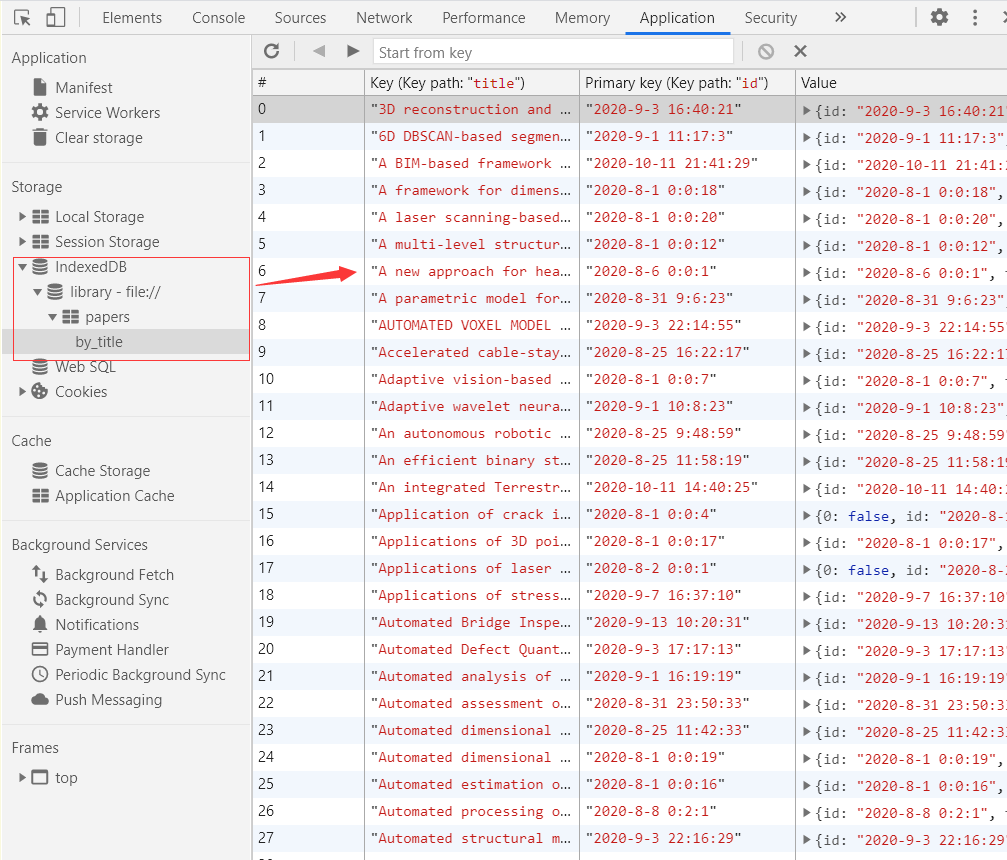 Elements Console Sources Network Performance Memory Application Security »
Application
Manifest
Service Workers
Clear storage
Storage
Local Storage
Session Storage
IndexedDB
library - file://
papers
by_title
Web SQL
Cookies
Cache
Cache Storage
Application Cache
Background Services
Background Fetch
Background Sync
Notifications
Payment Handler
Periodic Background Sync
Push Messaging
Frames
top
Start from key
# Key (Key path: "title") Primary key (Key path: "id") Value
0 "3D reconstruction and … "2020-9-3 16:40:21" {id: "2020-9-3 16:40:21"
1 "6D DBSCAN-based segmen… "2020-9-1 11:17:3" {id: "2020-9-1 11:17:3"
2 "A BIM-based framework … "2020-10-11 21:41:29" {id: "2020-10-11 21:41:2
3 "A framework for dimens… "2020-8-1 0:0:18" {id: "2020-8-1 0:0:18",
4 "A laser scanning-based… "2020-8-1 0:0:20" {id: "2020-8-1 0:0:20",
5 "A multi-level structur… "2020-8-1 0:0:12" {id: "2020-8-1 0:0:12",
6 "A new approach for hea… "2020-8-6 0:0:1" {id: "2020-8-6 0:0:1",
7 "A parametric model for… "2020-8-31 9:6:23" {id: "2020-8-31 9:6:23"
8 "AUTOMATED VOXEL MODEL … "2020-9-3 22:14:55" {id: "2020-9-3 22:14:55
9 "Accelerated cable-stay… "2020-8-25 16:22:17" {id: "2020-8-25 16:22:17
10 "Adaptive vision-based … "2020-8-1 0:0:7" {id: "2020-8-1 0:0:7",
11 "Adaptive wavelet neura… "2020-9-1 10:8:23" {id: "2020-9-1 10:8:23"
12 "An autonomous robotic … "2020-8-25 9:48:59" {id: "2020-8-25 9:48:59
13 "An efficient binary st… "2020-8-25 11:58:19" {id: "2020-8-25 11:58:19
14 "An integrated Terrestr… "2020-10-11 14:40:25" {id: "2020-10-11 14:40:2
15 "Application of crack i… "2020-8-1 0:0:4" {0: false, id: "2020-8-1
16 "Applications of 3D poi… "2020-8-1 0:0:17" {id: "2020-8-1 0:0:17",
17 "Applications of laser … "2020-8-2 0:0:1" {0: false, id: "2020-8-2
18 "Applications of stress… "2020-9-7 16:37:10" {id: "2020-9-7 16:37:10
19 "Automated Bridge Inspe… "2020-9-13 10:20:31" {id: "2020-9-13 10:20:31
20 "Automated Defect Quant… "2020-9-3 17:17:13" {id: "2020-9-3 17:17:13
21 "Automated analysis of … "2020-9-1 16:19:19" {id: "2020-9-1 16:19:19
22 "Automated assessment o… "2020-8-31 23:50:33" {id: "2020-8-31 23:50:33
23 "Automated dimensional … "2020-8-25 11:42:33" {id: "2020-8-25 11:42:33
24 "Automated dimensional … "2020-8-1 0:0:19" {id: "2020-8-1 0:0:19",
25 "Automated estimation o… "2020-8-1 0:0:16" {id: "2020-8-1 0:0:16",
26 "Automated processing o… "2020-8-8 0:2:1" {id: "2020-8-8 0:2:1",
27 "Automated structural m… "2020-9-3 22:16:29" {id: "2020-9-3 22:16:29